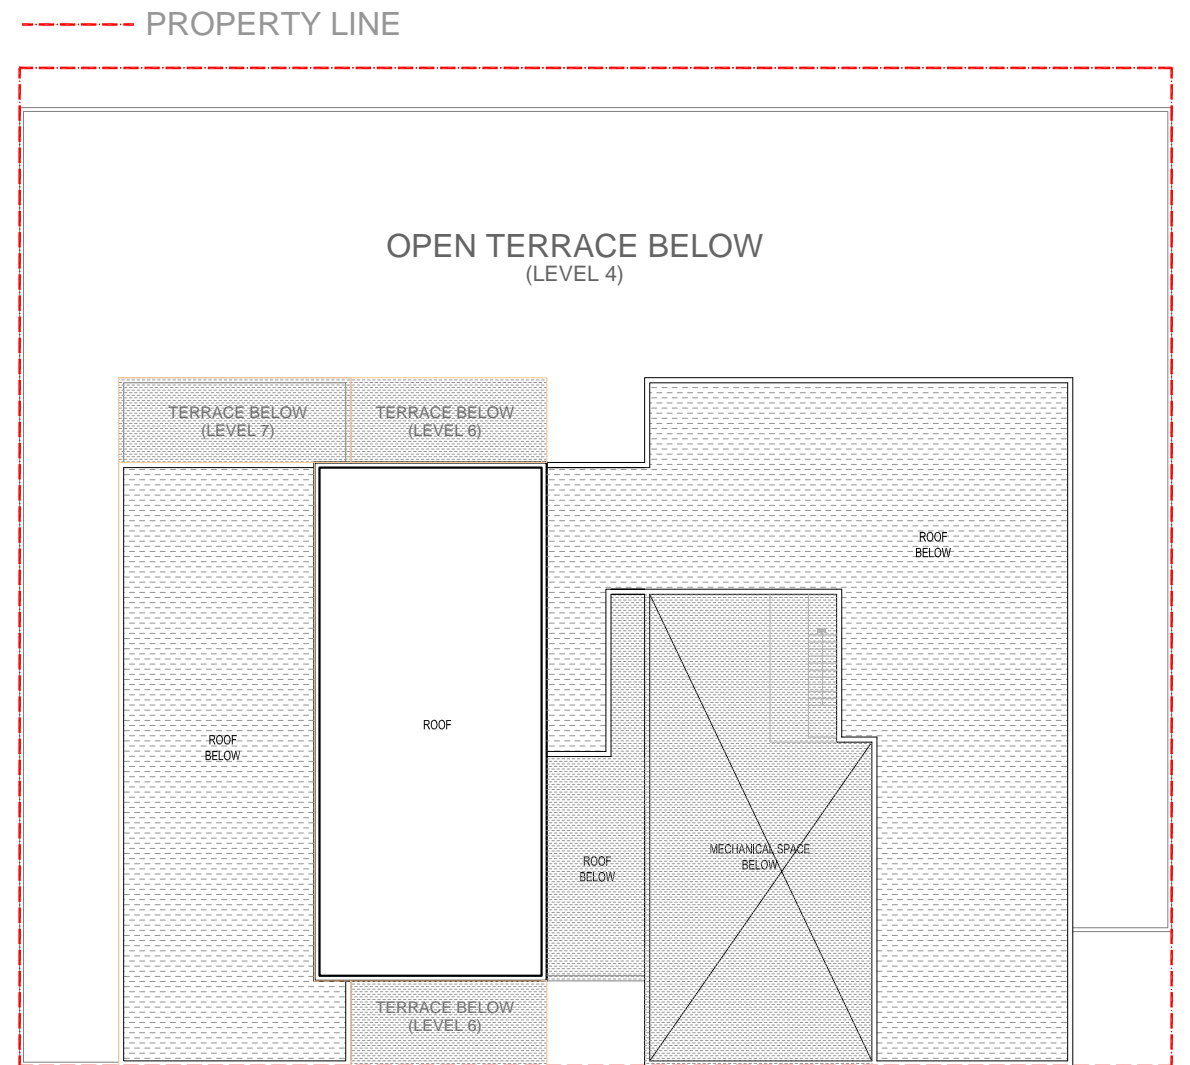 PROPERTY LINE
OPEN TERRACE BELOW
(LEVEL 4)
TERRACE BELOW
(LEVEL 7)
TERRACE BELOW
(LEVEL 6)
ROOF
BELOW
ROOF
ROOF
BELOW
MECHANICAL SPACE
BELOW
ROOF
BELOW
TERRACE BELOW
(LEVEL 6)